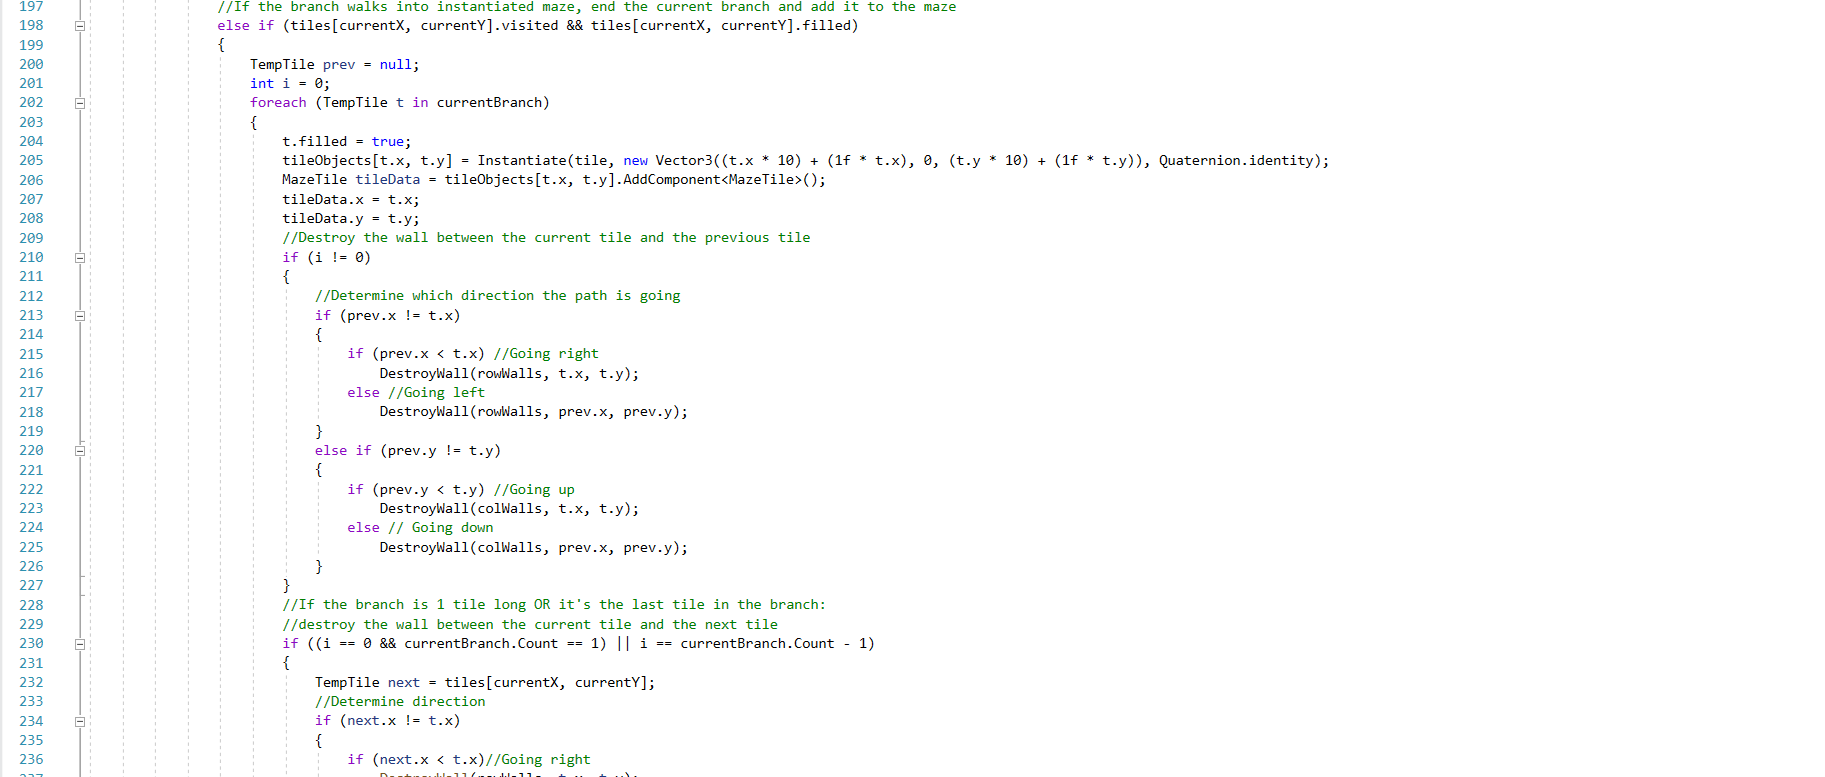 197 //If the branch walks into instantiated maze, end the current branch and add it to the maze
198 else if (tiles[currentX, currentY].visited && tiles[currentX, currentY].filled)
199 {
200 TempTile prev = null;
201 int i = 0;
202 foreach (TempTile t in currentBranch)
203 {
204 t.filled = true;
205 tileObjects[t.x, t.y] = Instantiate(tile, new Vector3((t.x * 10) + (1f * t.x), 0, (t.y * 10) + (1f * t.y)), Quaternion.identity);
206 MazeTile tileData = tileObjects[t.x, t.y].AddComponent<MazeTile>();
207 tileData.x = t.x;
208 tileData.y = t.y;
209 //Destroy the wall between the current tile and the previous tile
210 if (i != 0)
211 {
212 //Determine which direction the path is going
213 if (prev.x != t.x)
214 {
215 if (prev.x < t.x) //Going right
216 DestroyWall(rowWalls, t.x, t.y);
217 else //Going left
218 DestroyWall(rowWalls, prev.x, prev.y);
219 }
220 else if (prev.y != t.y)
221 {
222 if (prev.y < t.y) //Going up
223 DestroyWall(colWalls, t.x, t.y);
224 else // Going down
225 DestroyWall(colWalls, prev.x, prev.y);
226 }
227 }
228 //If the branch is 1 tile long OR it's the last tile in the branch:
229 //destroy the wall between the current tile and the next tile
230 if ((i == 0 && currentBranch.Count == 1) || i == currentBranch.Count - 1)
231 {
232 TempTile next = tiles[currentX, currentY];
233 //Determine direction
234 if (next.x != t.x)
235 {
236 if (next.x < t.x)//Going right